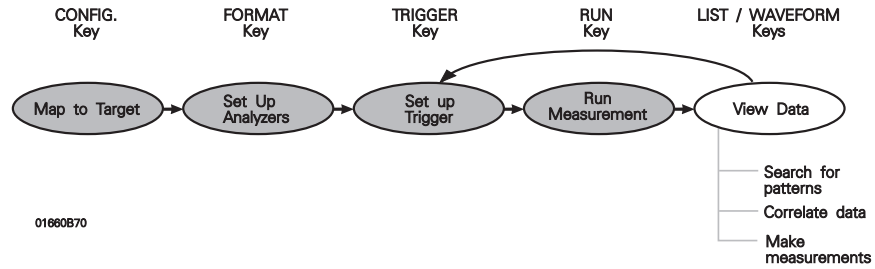 CONFIG.
Key
FORMAT
Key
TRIGGER
Key
RUN
Key
LIST / WAVEFORM
Keys
Map to Target
Set Up
Analyzers
Set up
Trigger
Run
Measurement
View Data
Search for
patterns
Correlate data
Make
measurements
01660B70